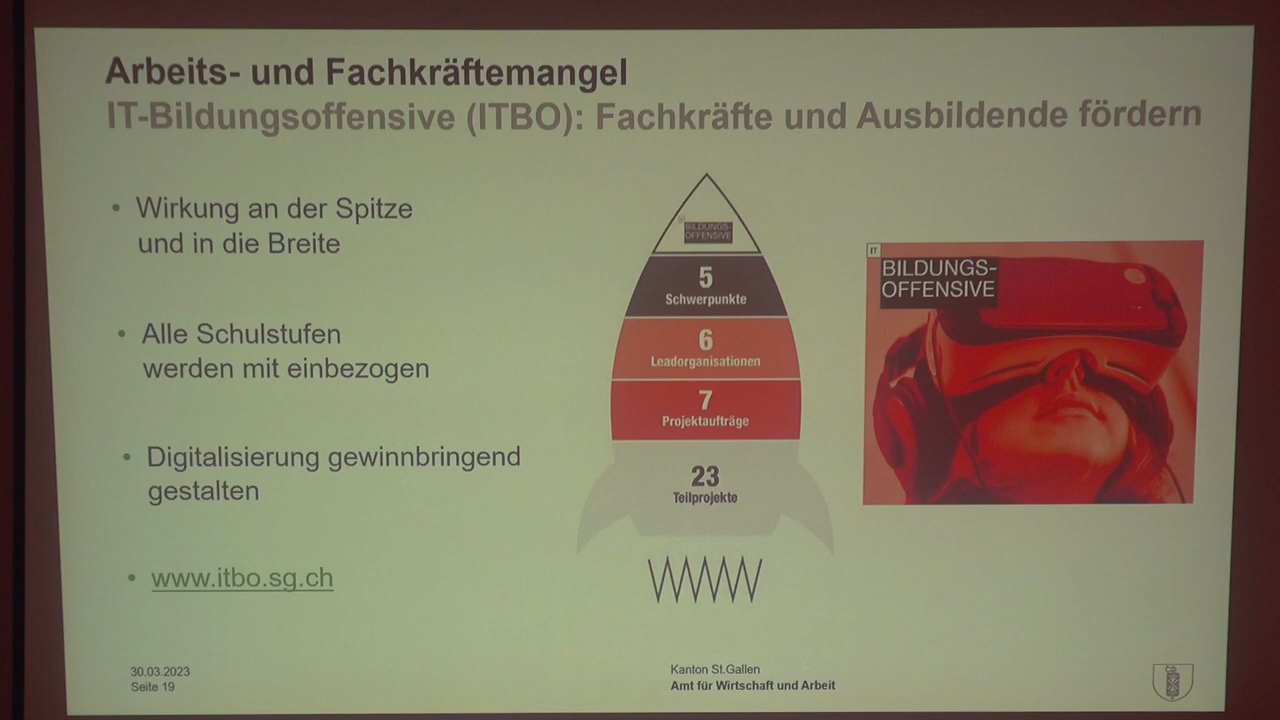 Arbeits- und Fachkräftemangel
IT-Bildungsoffensive (ITBO): Fachkräfte und Ausbildende fördern
• Wirkung an der Spitze
und in die Breite
• Alle Schulstufen
werden mit einbezogen
• Digitalisierung gewinnbringend
gestalten
• www.itbo.sg.ch
BILDUNGS-
OFFENSIVE
5
Schwerpunkte
6
Leadorganisationen
7
Projektaufträge
23
Teilprojekte
IT
BILDUNGS-
OFFENSIVE
30.03.2023
Seite 19
Kanton St.Gallen
Amt für Wirtschaft und Arbeit